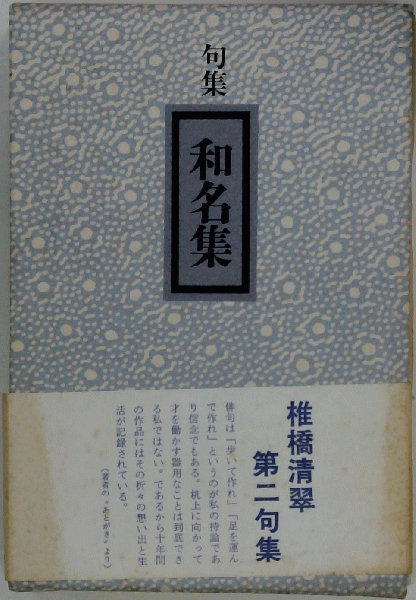 句集
和名集
椎橋清翠
第二句集
俳句は「歩いて作れ」「足を運ん
で作れ」というのが私の持論であ
り信念でもある。机上に向かって
才を働かす器用なことは到底でき
る私ではない。であるから十年間
の作品にはその折々の想い出と生
活が記録されている。
(著者の〝あとがき〟より)